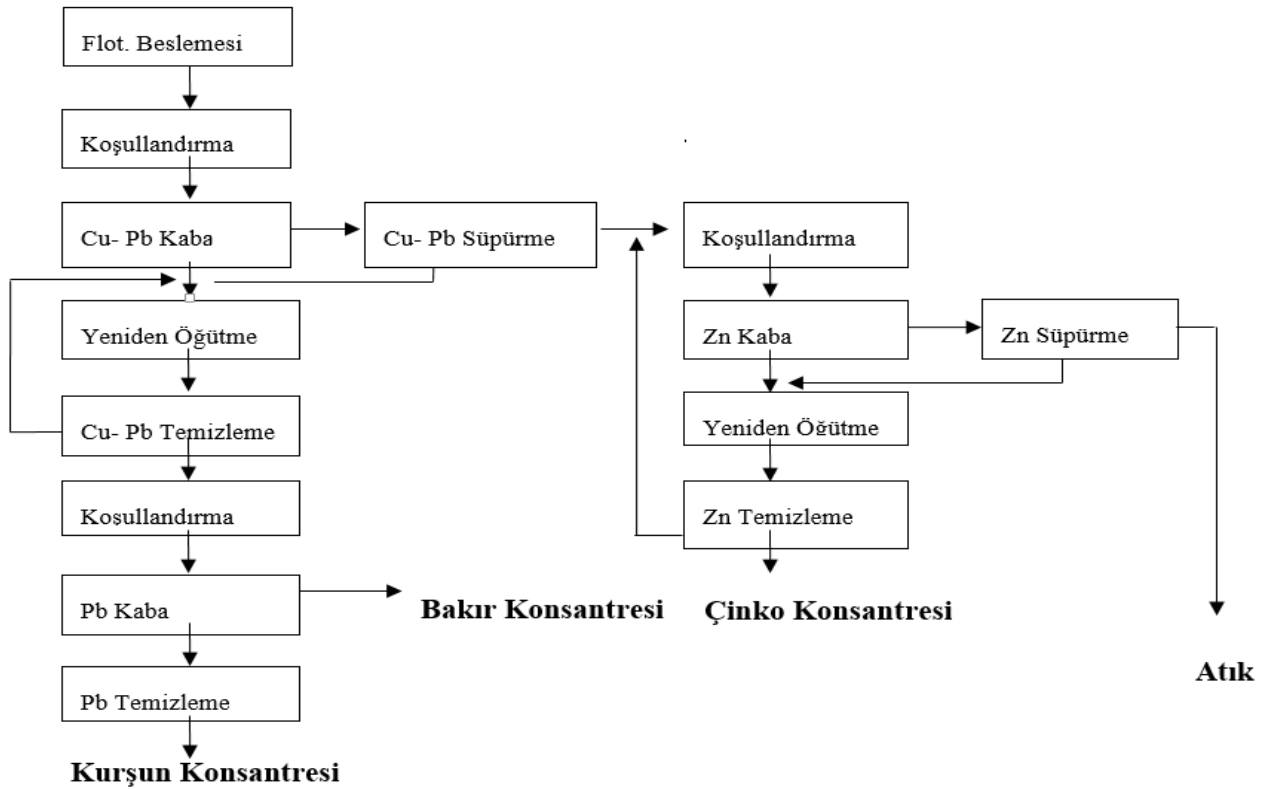 Flot. Beslemesi
Koşullandırma
Cu- Pb Kaba
Cu- Pb Süpürme
Koşullandırma
Yeniden Öğütme
Zn Kaba
Zn Süpürme
Cu- Pb Temizleme
Yeniden Öğütme
Koşullandırma
Zn Temizleme
Pb Kaba
Bakır Konsantresi
Çinko Konsantresi
Pb Temizleme
Atık
Kurşun Konsantresi